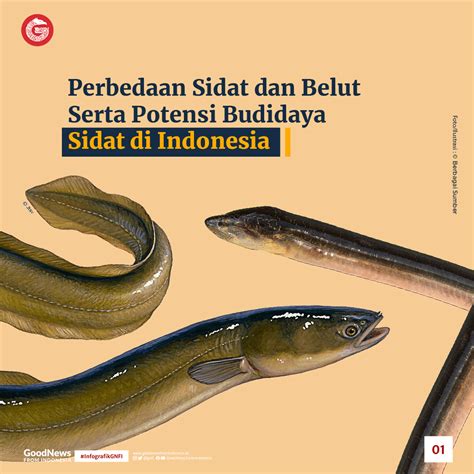 Perbedaan Sidat dan Belut
Serta Potensi Budidaya
Sidat di Indonesia
Foto/Ilustrasi : © Berbagai Sumber
GoodNews
FROM INDONESIA
#InfografikGNFI
01